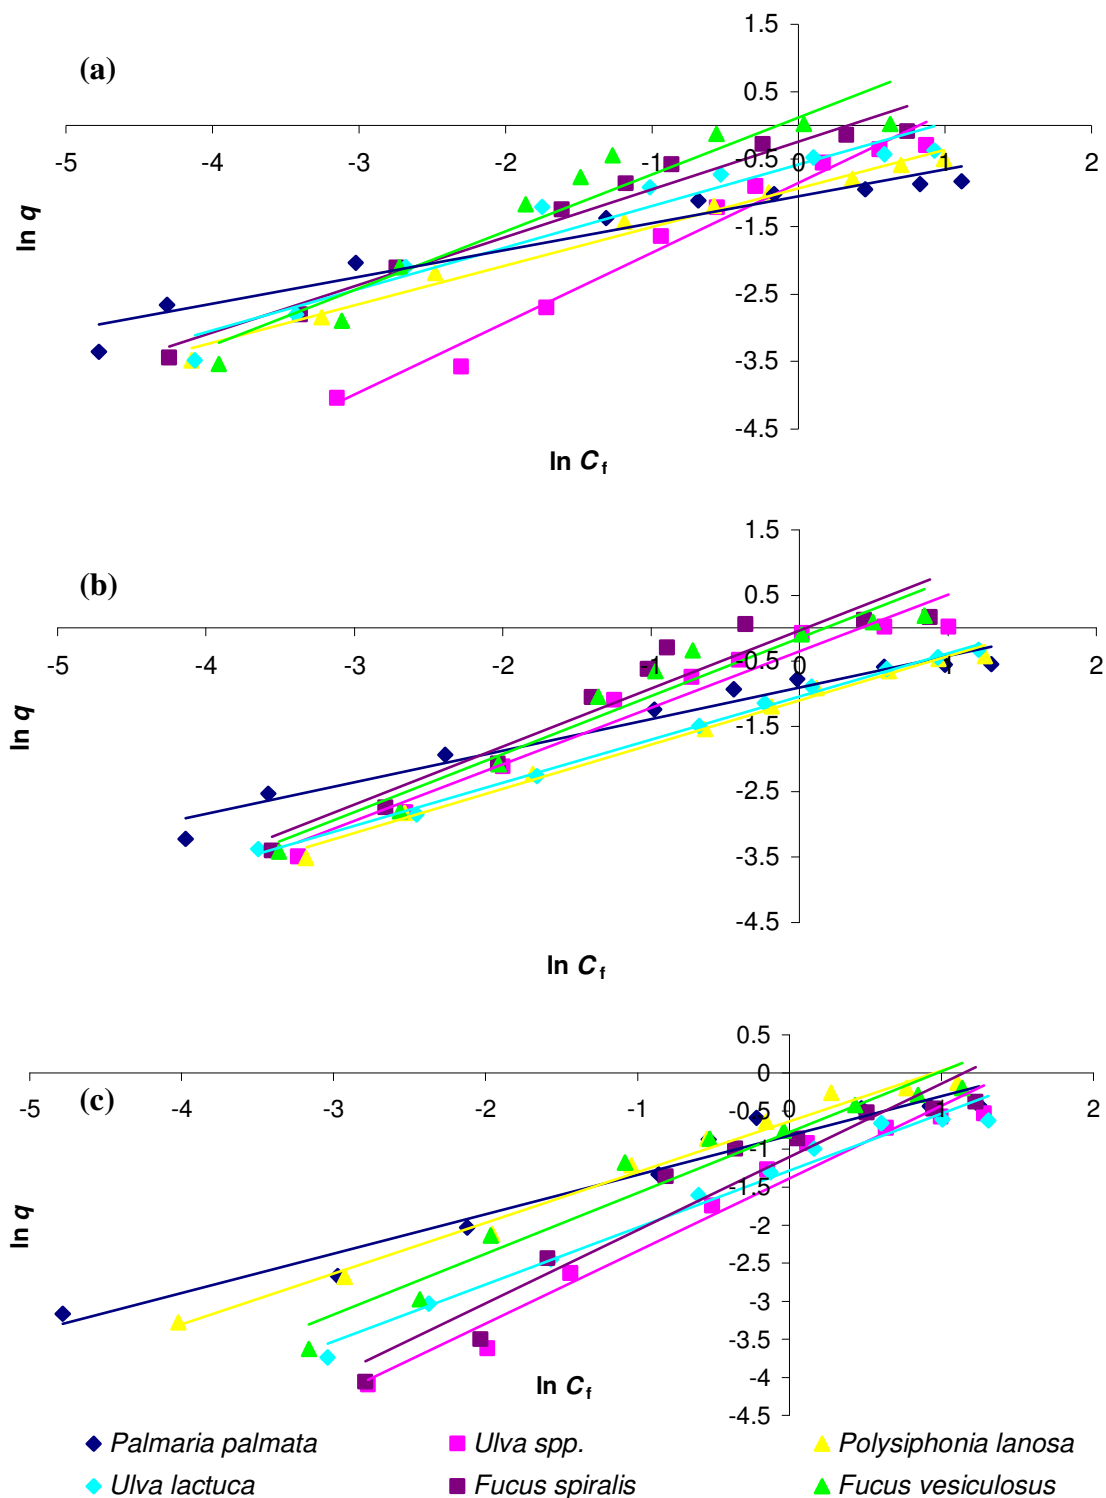 1.5
(a)
0.5
-5 -4 -3 -2 -1 0 1 2
-0.5
ln q
-1.5
-2.5
-3.5
-4.5
ln Cf
1.5
(b)
0.5
-5 -4 -3 -2 -1 0 1 2
-0.5
ln q
-1.5
-2.5
-3.5
-4.5
ln Cf
0.5
0
-5 -4 -3 -2 -1 0 1 2
(c)
-0.5
-1
-1.5
ln q
-2
-2.5
-3
-3.5
ln Cf
-4
-4.5
Palmaria palmata Ulva spp. Polysiphonia lanosa
Ulva lactuca Fucus spiralis Fucus vesiculosus